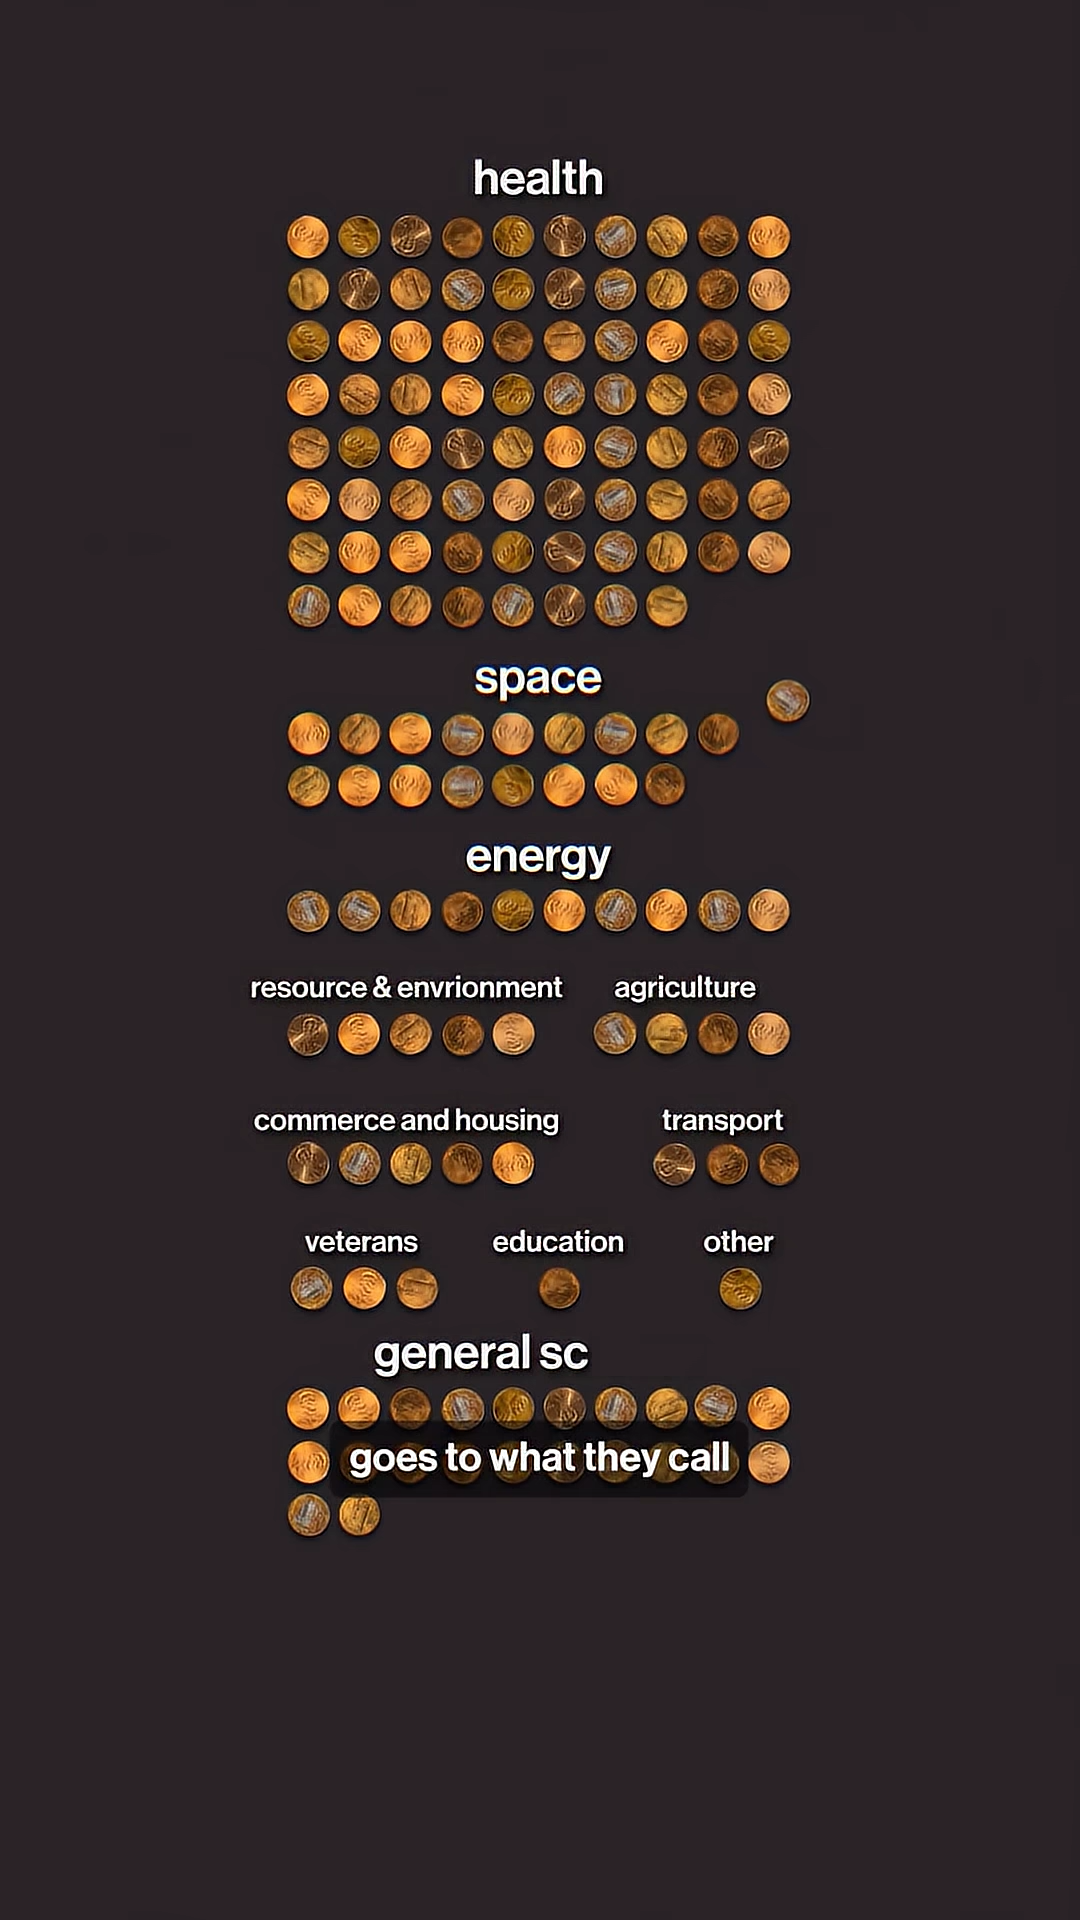 health
space
energy
resource & envrionment
agriculture
commerce and housing
transport
veterans
education
other
general sc
goes to what they call